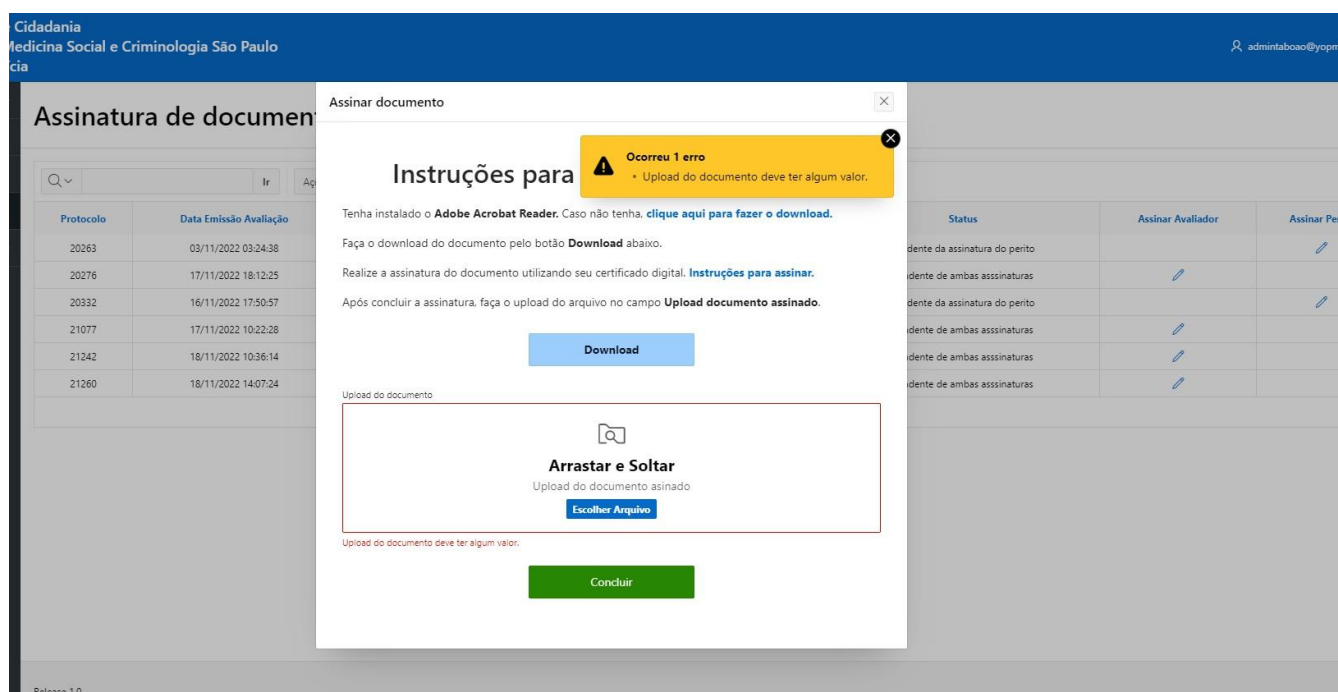 Cidadania
Medicina Social e Criminologia São Paulo
admintaboao@yopm
Assinatura de documen
Ir
Protocolo
Data Emissão Avaliação
Status
Assinar Avaliador
Assinar Pe
20263
03/11/2022 03:24:38
dente da assinatura do perito
20276
17/11/2022 18:12:25
dente de ambas asssinaturas
20332
16/11/2022 17:50:57
dente da assinatura do perito
21077
17/11/2022 10:22:28
dente de ambas asssinaturas
21242
18/11/2022 10:36:14
dente de ambas asssinaturas
21260
18/11/2022 14:07:24
dente de ambas asssinaturas
Assinar documento
Ocorreu 1 erro
• Upload do documento deve ter algum valor.
Instruções para
Tenha instalado o Adobe Acrobat Reader. Caso não tenha, clique aqui para fazer o download.
Faça o download do documento pelo botão Download abaixo.
Realize a assinatura do documento utilizando seu certificado digital. Instruções para assinar.
Após concluir a assinatura, faça o upload do arquivo no campo Upload documento assinado.
Download
Upload do documento
Arrastar e Soltar
Upload do documento asinado
Escolher Arquivo
Upload do documento deve ter algum valor.
Concluir
Release 1.0